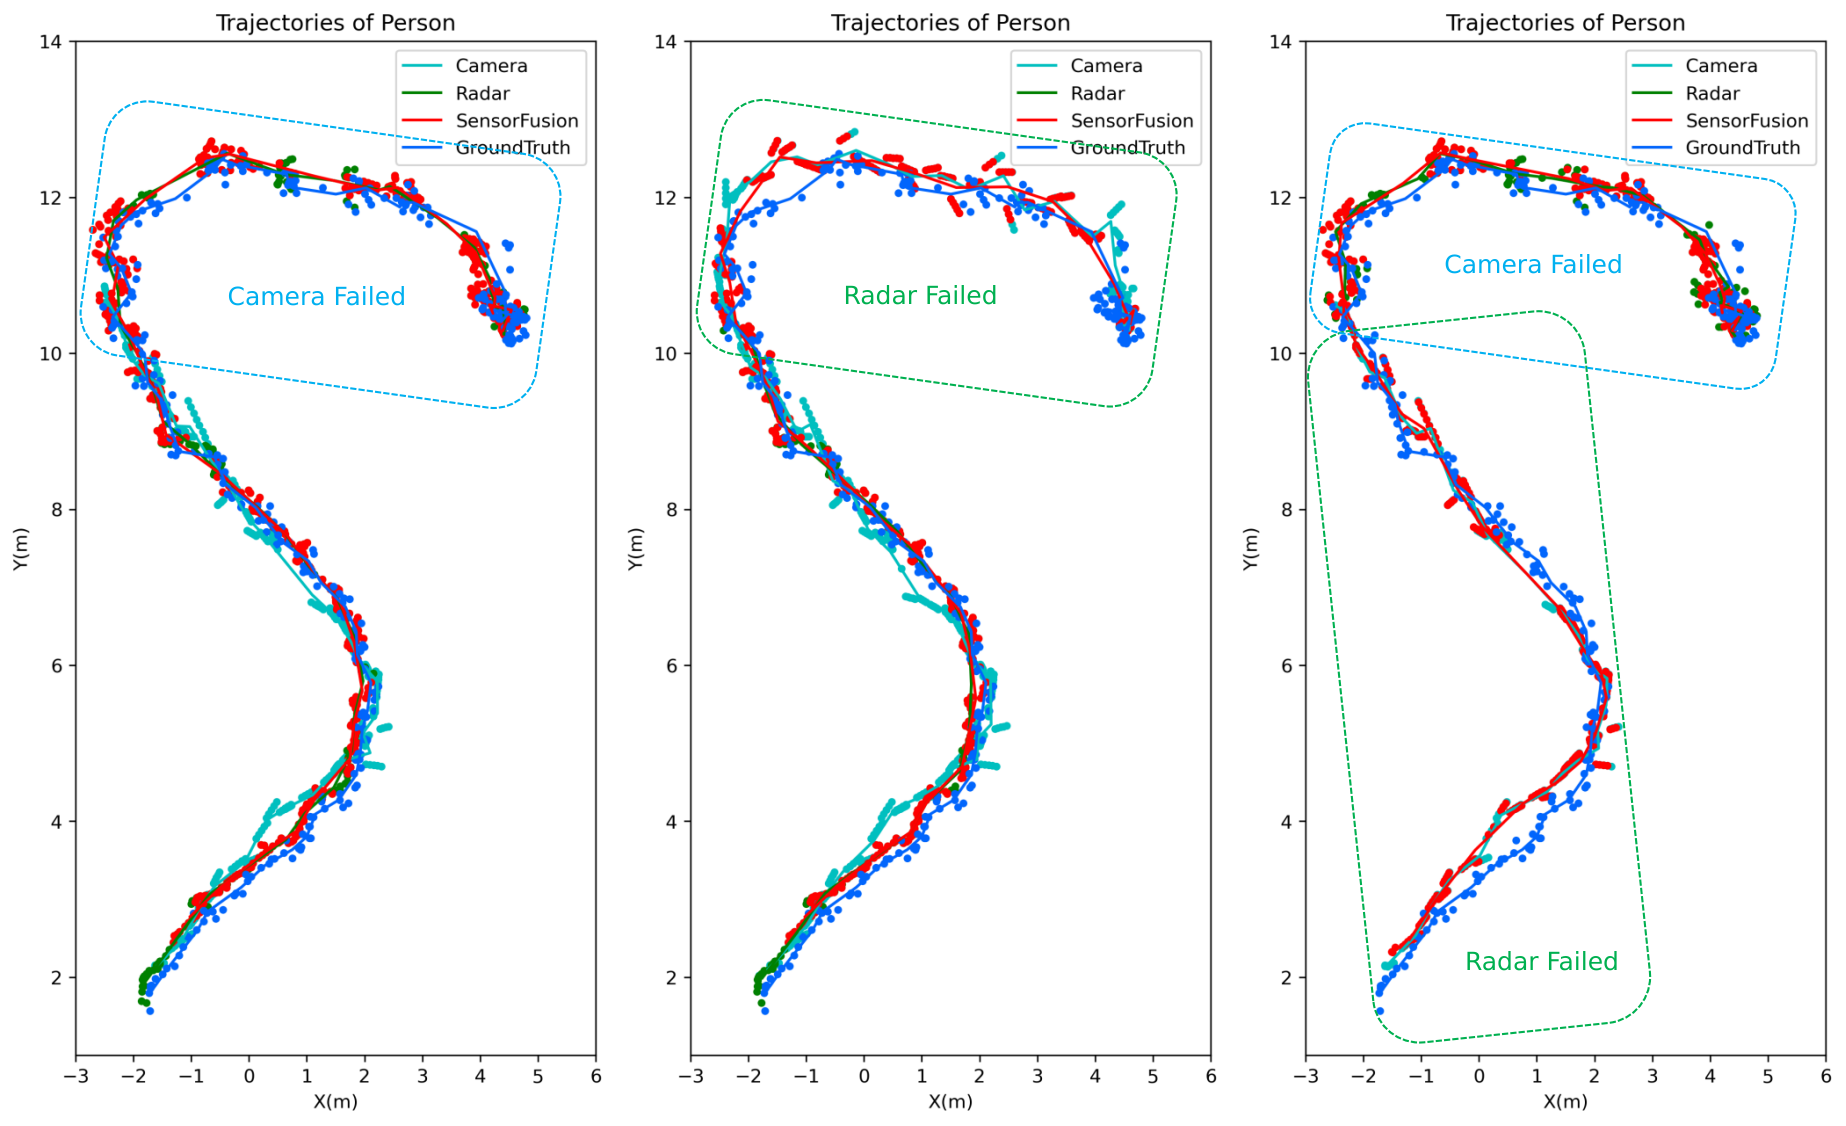 Trajectories of Person
14
12
10
8
6
4
2
Y(m)
−3 −2 −1 0 1 2 3 4 5 6
X(m)
Camera
Radar
SensorFusion
GroundTruth
Camera Failed
Trajectories of Person
14
12
10
8
6
4
2
Y(m)
−3 −2 −1 0 1 2 3 4 5 6
X(m)
Camera
Radar
SensorFusion
GroundTruth
Radar Failed
Trajectories of Person
14
12
10
8
6
4
2
Y(m)
−3 −2 −1 0 1 2 3 4 5 6
X(m)
Camera
Radar
SensorFusion
GroundTruth
Camera Failed
Radar Failed